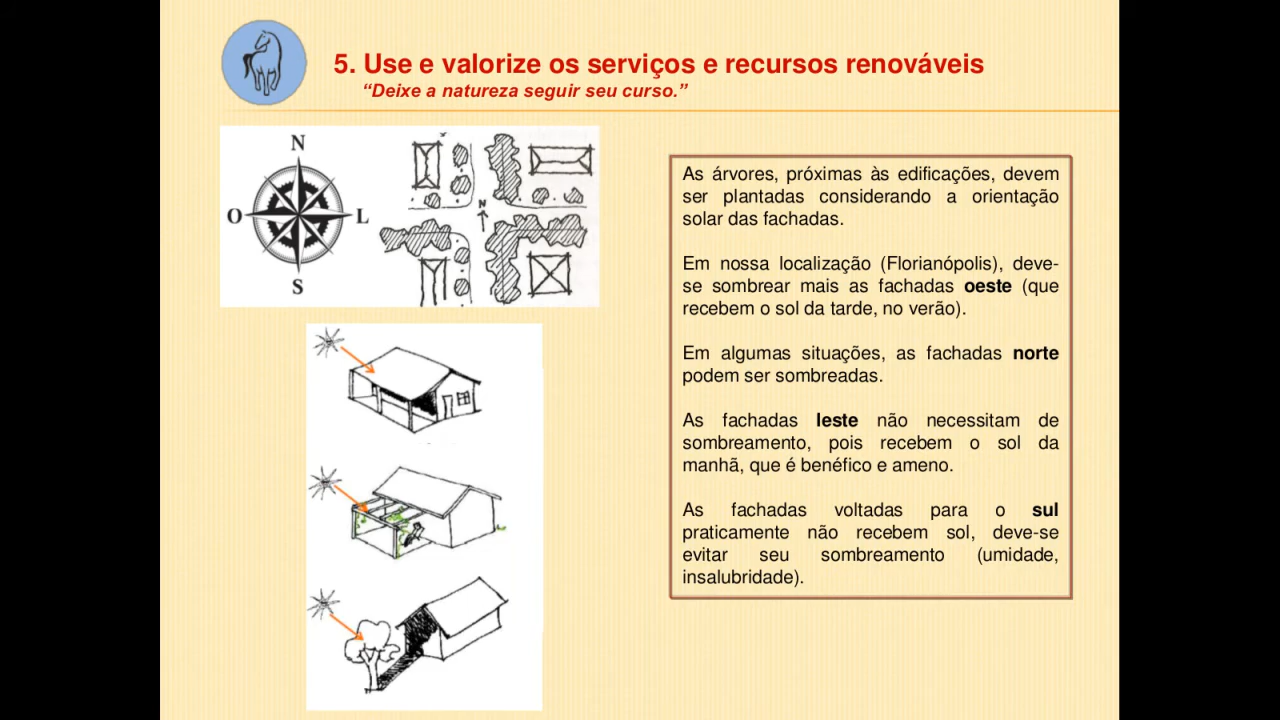 5. Use e valorize os serviços e recursos renováveis
“Deixe a natureza seguir seu curso.”
N
O
L
S
N
As árvores, próximas às edificações, devem
ser plantadas considerando a orientação
solar das fachadas.
Em nossa localização (Florianópolis), deve-
se sombrear mais as fachadas oeste (que
recebem o sol da tarde, no verão).
Em algumas situações, as fachadas norte
podem ser sombreadas.
As fachadas leste não necessitam de
sombreamento, pois recebem o sol da
manhã, que é benéfico e ameno.
As fachadas voltadas para o sul
praticamente não recebem sol, deve-se
evitar seu sombreamento (umidade,
insalubridade).